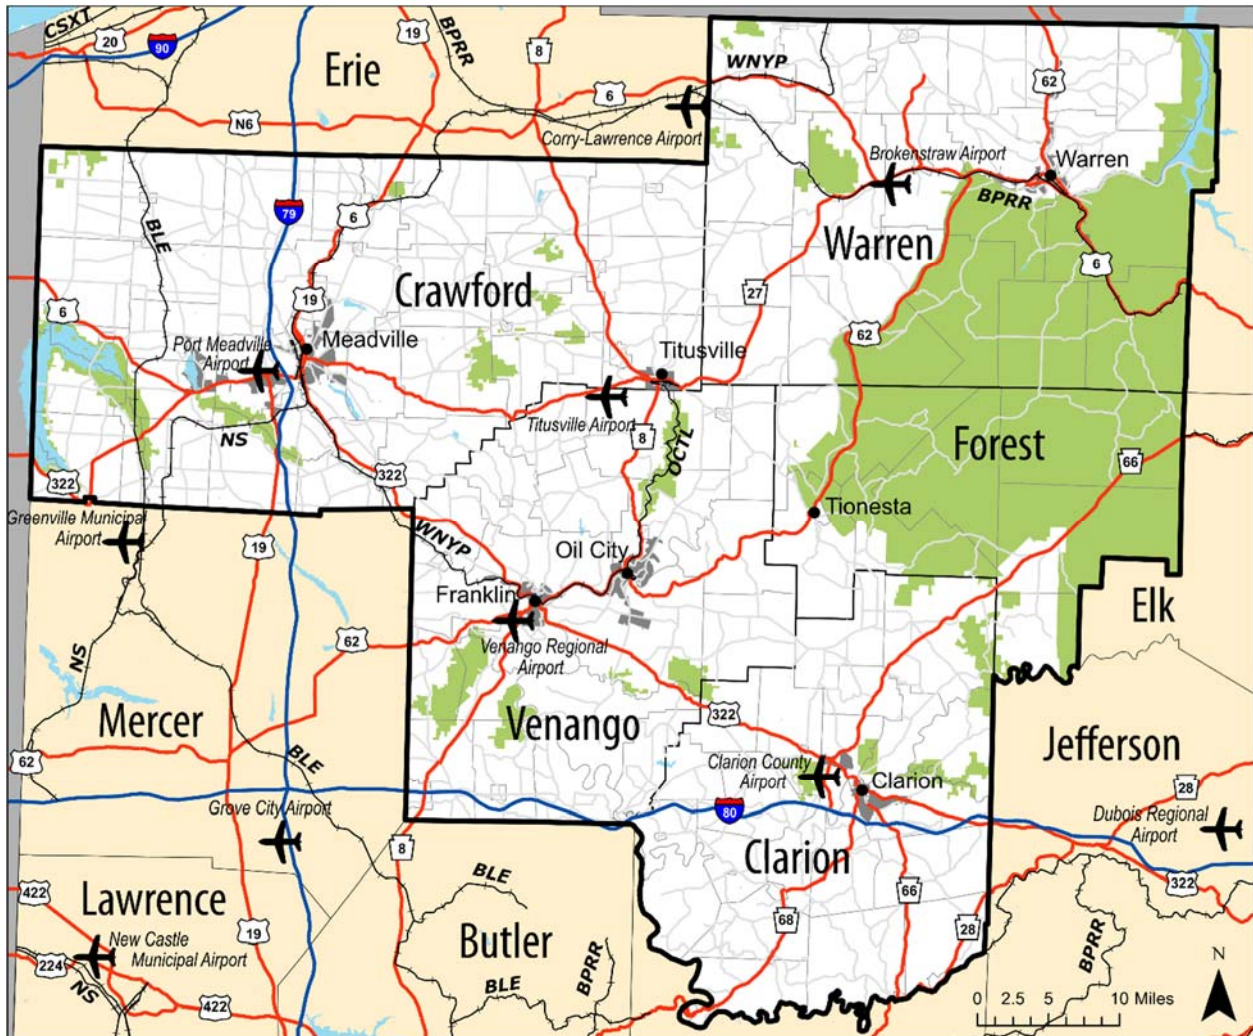 CSXT
20
90
19
BPRR
8
Erie
WNYP
6
62
N6
Corry-Lawrence Airport
Brokenstraw Airport
Warren
BPRR
79
6
BLE
Warren
6
Crawford
19
27
6
Port Meadville
Airport
Meadville
62
Titusville
Titusville Airport
NS
8
OCTL
Forest
66
322
322
Tionesta
Greenville Municipal
Airport
19
WNYP
Oil City
Franklin
Elk
62
Venango Regional
Airport
NS
Mercer
Venango
322
Jefferson
62
BLE
Clarion County
Airport
Clarion
28
Grove City Airport
80
Dubois Regional
Airport
8
Clarion
BLE
322
422
Lawrence
66
68
19
New Castle
Municipal Airport
Butler
28
BPRR
224
NS
BLE
BPRR
422
N
0 2.5 5 10 Miles